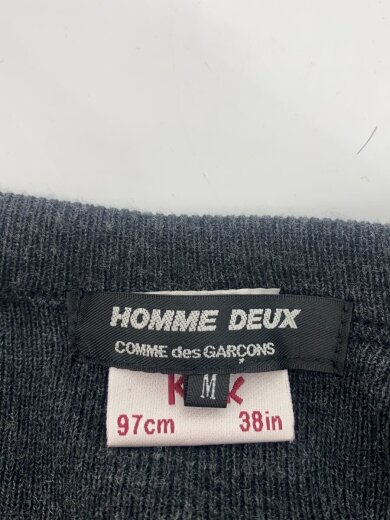 HOMME DEUX
COMME des GARÇONS
M
97cm 38in